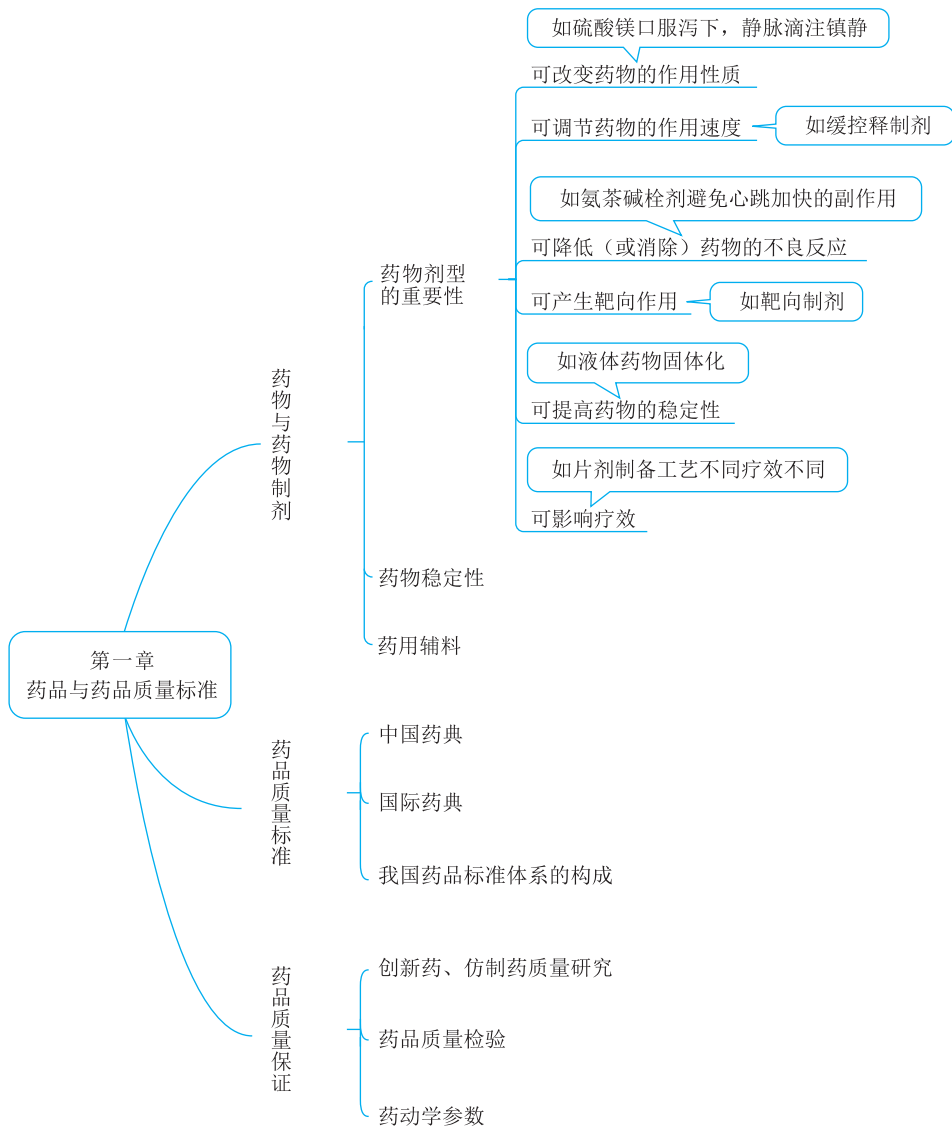 如硫酸镁口服泻下，静脉滴注镇静
可改变药物的作用性质
可调节药物的作用速度
如缓控释制剂
如氨茶碱栓剂避免心跳加快的副作用
可降低（或消除）药物的不良反应
药物剂型
的重要性
可产生靶向作用
如靶向制剂
如液体药物固体化
可提高药物的稳定性
如片剂制备工艺不同疗效不同
可影响疗效
药物与药物制剂
药物稳定性
药用辅料
第一章
药品与药品质量标准
药品质量标准
中国药典
国际药典
我国药品标准体系的构成
药品质量保证
创新药、仿制药质量研究
药品质量检验
药动学参数